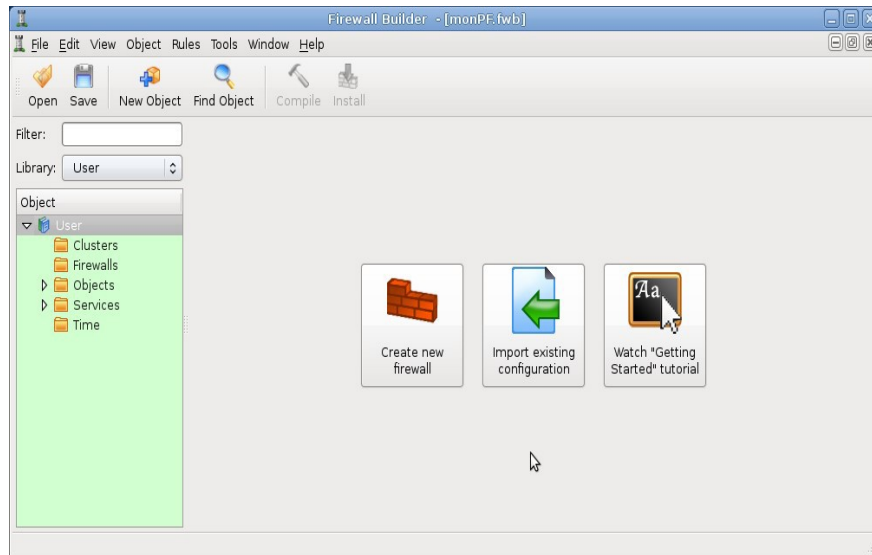 Firewall Builder - [monPF.fwb]
File Edit View Object Rules Tools Window Help
Open Save New Object Find Object Compile Install
Filter:
Library: User
Object
User
Clusters
Firewalls
Objects
Services
Time
Create new
firewall
Import existing
configuration
Aa
Watch "Getting
Started" tutorial